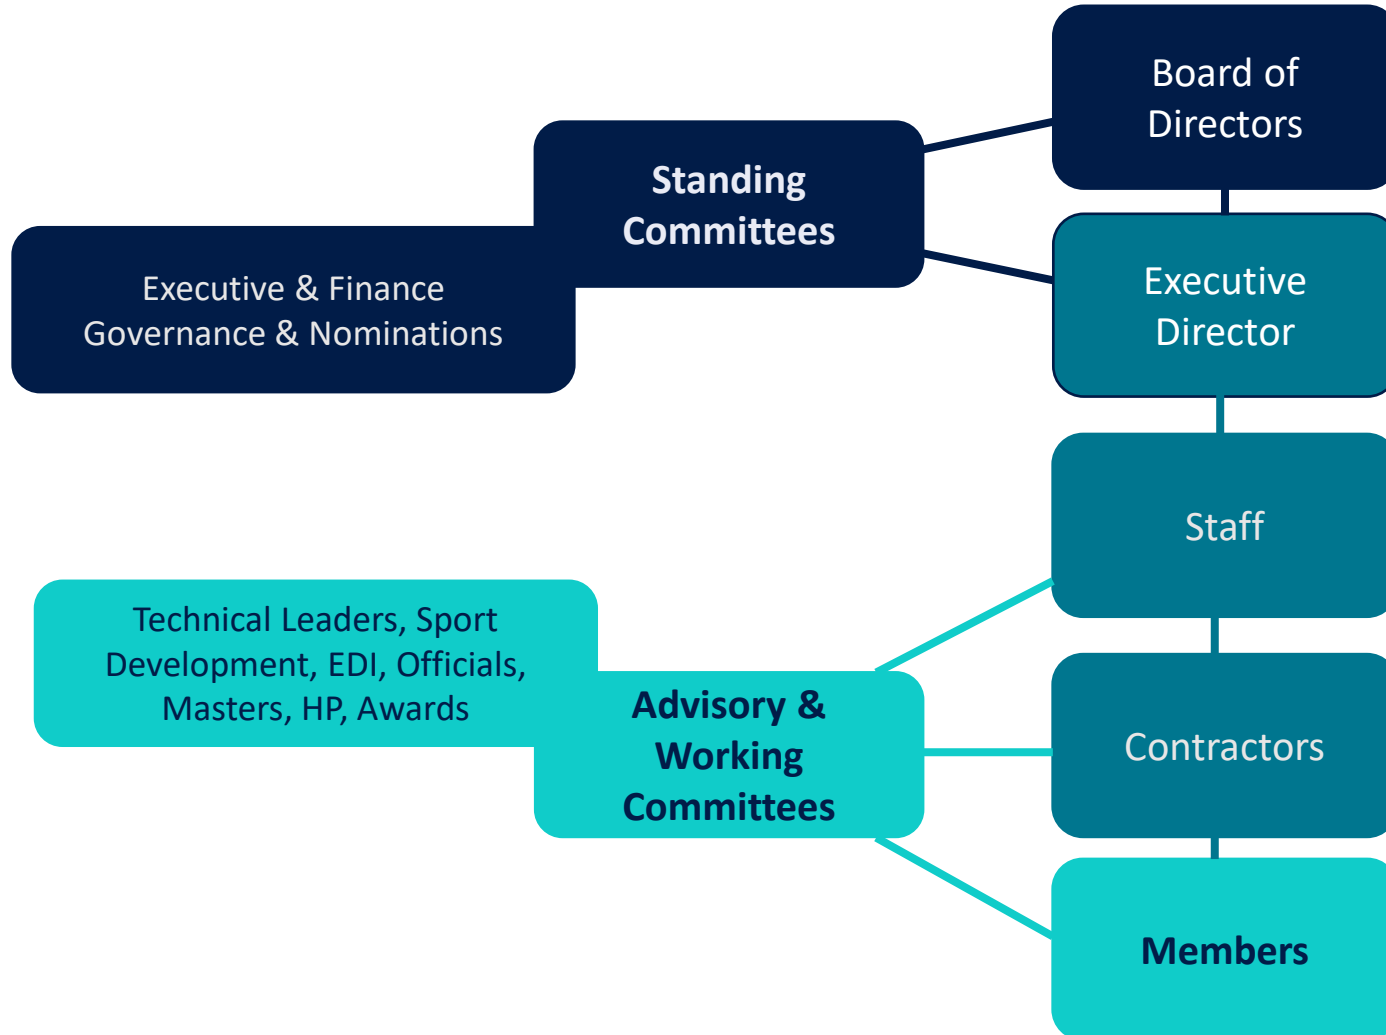 Board of
Directors
Standing
Committees
Executive & Finance
Governance & Nominations
Executive
Director
Staff
Technical Leaders, Sport
Development, EDI, Officials,
Masters, HP, Awards
Advisory &
Working
Committees
Contractors
Members